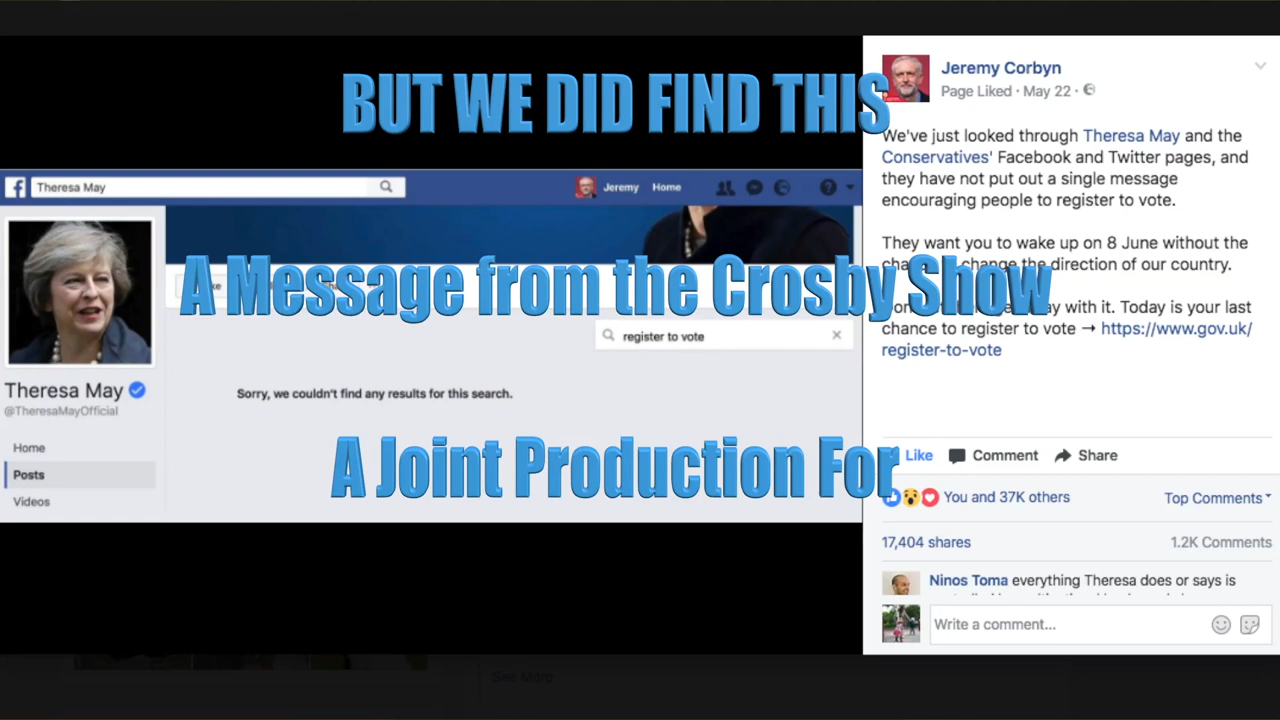 BUT WE DID FIND THIS
A Message from the Crosby Show
A Joint Production For
Theresa May
Jeremy Home
register to vote
Sorry, we couldn't find any results for this search.
Theresa May
@TheresaMayOfficial
Home
Posts
Videos
Jeremy Corbyn
Page Liked · May 22 ·
We've just looked through Theresa May and the
Conservatives' Facebook and Twitter pages, and
they have not put out a single message
encouraging people to register to vote.
They want you to wake up on 8 June without the
change the direction of our country.
with it. Today is your last
chance to register to vote → https://www.gov.uk/
register-to-vote
Like Comment Share
You and 37K others Top Comments
17,404 shares 1.2K Comments
Ninos Toma everything Theresa does or says is
Write a comment...
See More